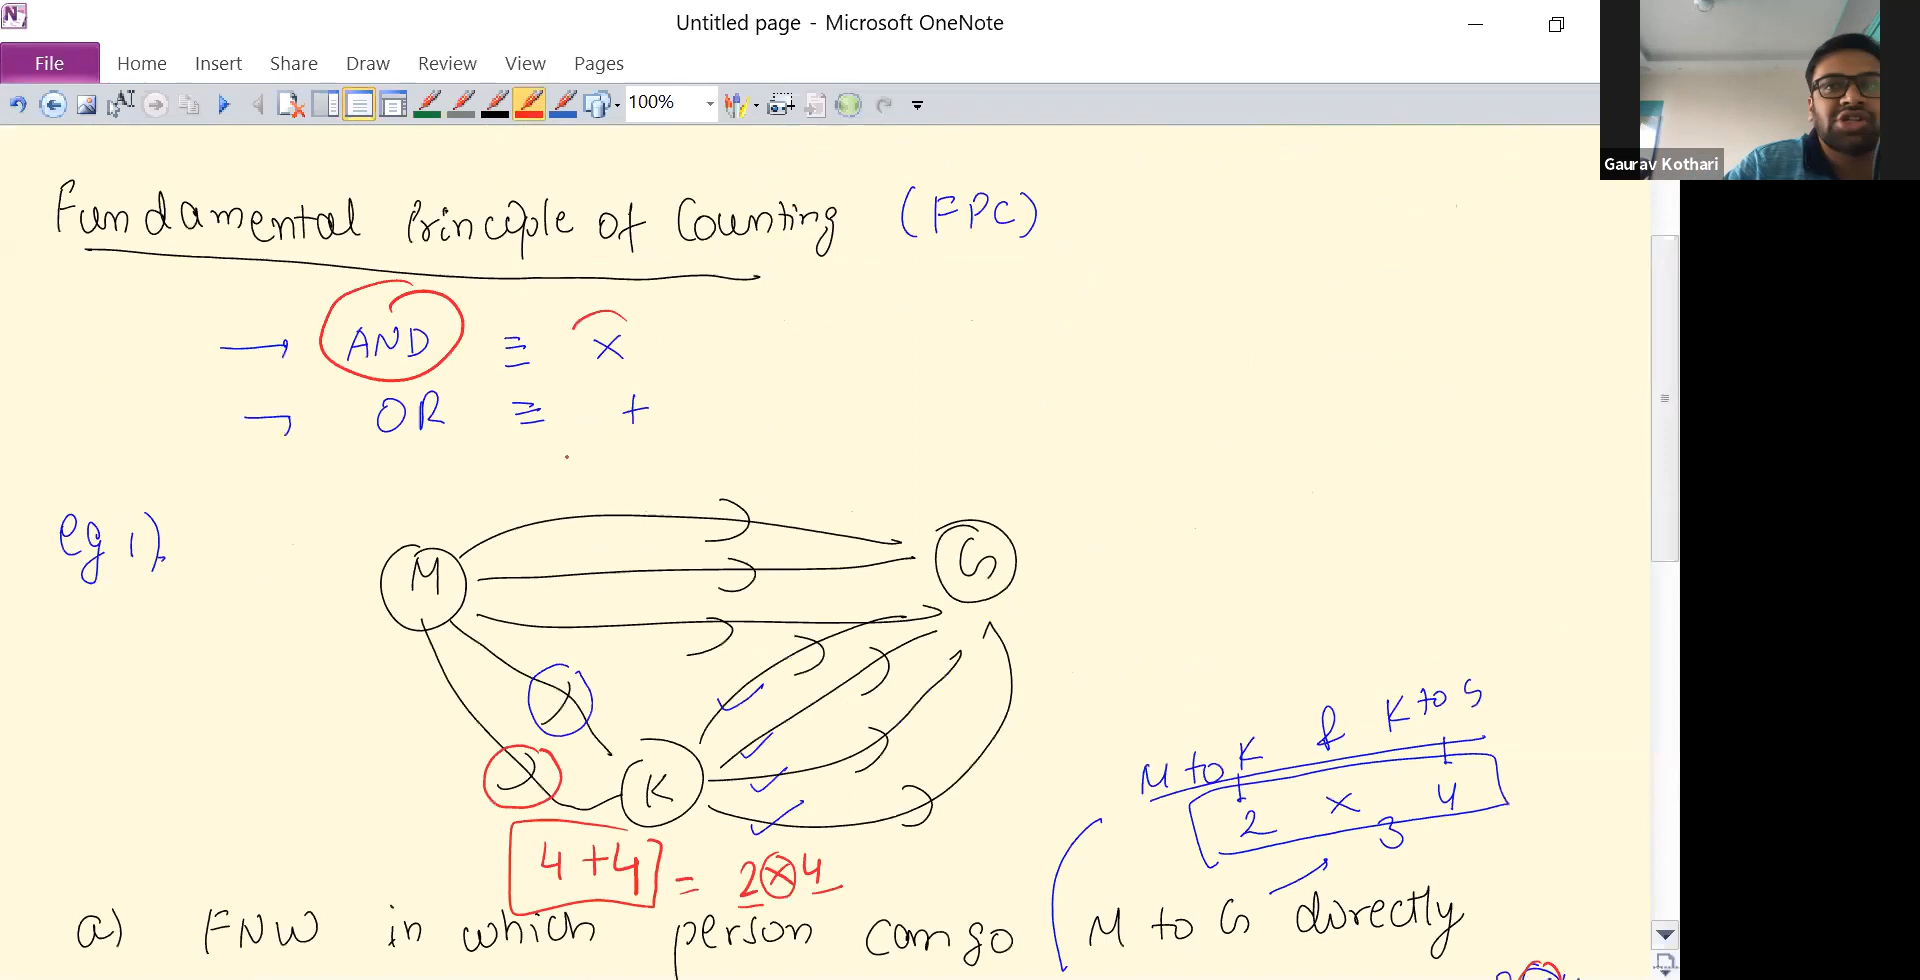 Untitled page - Microsoft OneNote
File Home Insert Share Draw Review View Pages
100%
Gaurav Kothari
Fundamental Principle of Counting (FPC)
→ AND ≡ ×
→ OR ≡ +
eg 1).
M G
K
M to K & K to G
2 × 4
3
4 + 4 = 2 × 4
a) FNW in which person can go M to G directly